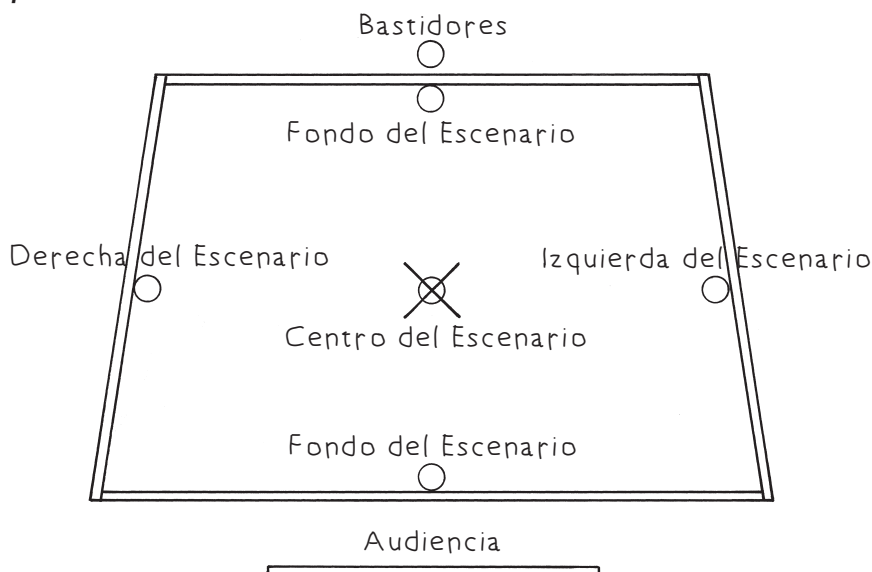 Bastidores
Fondo del Escenario
Derecha del Escenario
Izquierda del Escenario
Centro del Escenario
Fondo del Escenario
Audiencia